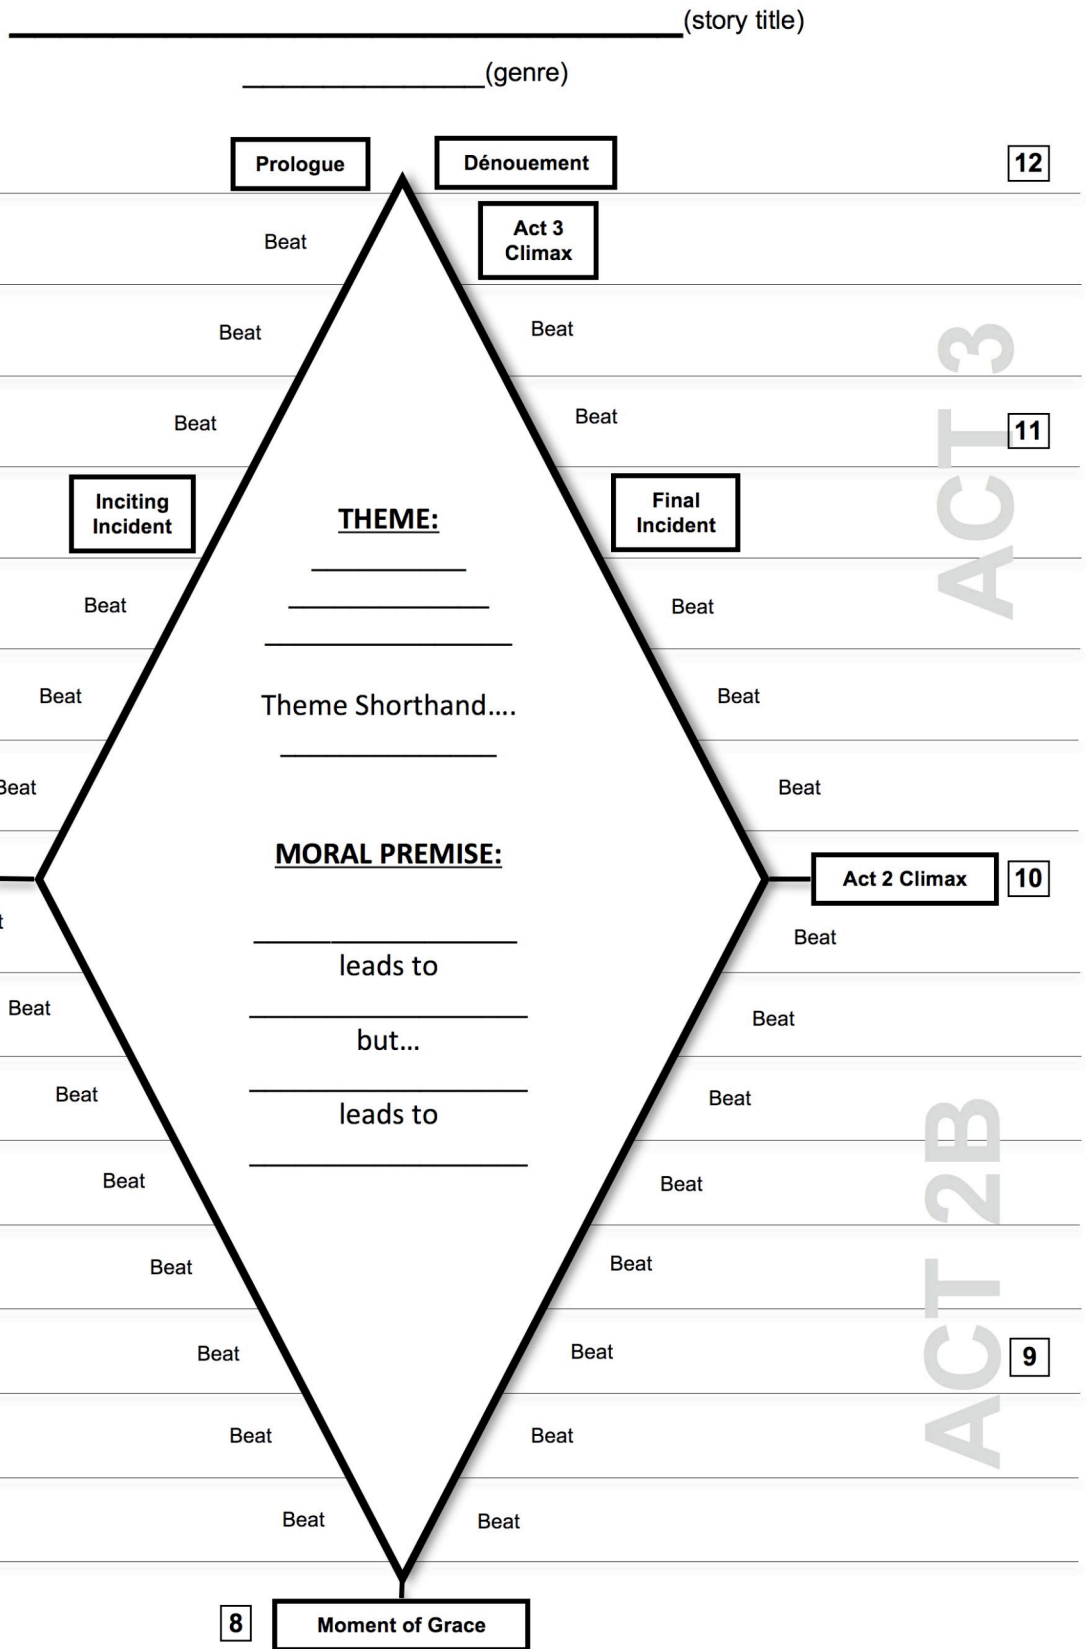 (story title)
(genre)
Prologue
Dénouement
12
Beat
Act 3
Climax
Beat
Beat
Beat
Beat
11
ACT 3
Inciting
Incident
THEME:
Final
Incident
Beat
Beat
Beat
Theme Shorthand....
Beat
Beat
Beat
MORAL PREMISE:
Act 2 Climax
10
Beat
leads to
Beat
Beat
but...
Beat
Beat
leads to
Beat
Beat
ACT 2B
Beat
Beat
Beat
Beat
9
Beat
Beat
Beat
Beat
8
Moment of Grace